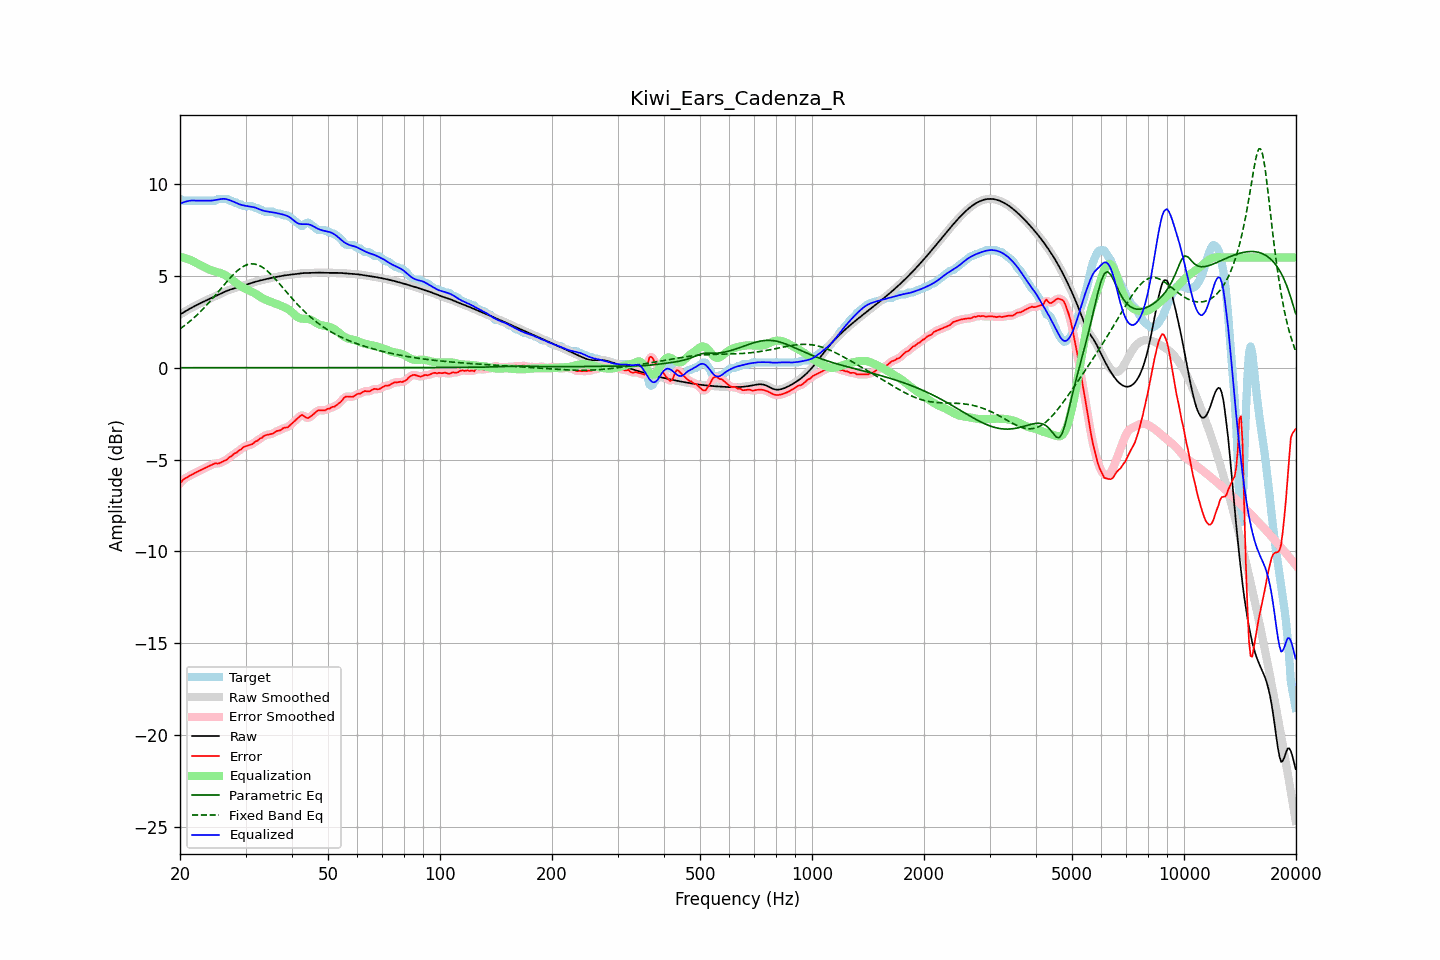 Kiwi_Ears_Cadenza_R
Amplitude (dBr)
10
5
0
−5
−10
−15
−20
−25
Target
Raw Smoothed
Error Smoothed
Raw
Error
Equalization
Parametric Eq
Fixed Band Eq
Equalized
20 50 100 200 500 1000 2000 5000 10000 20000
Frequency (Hz)